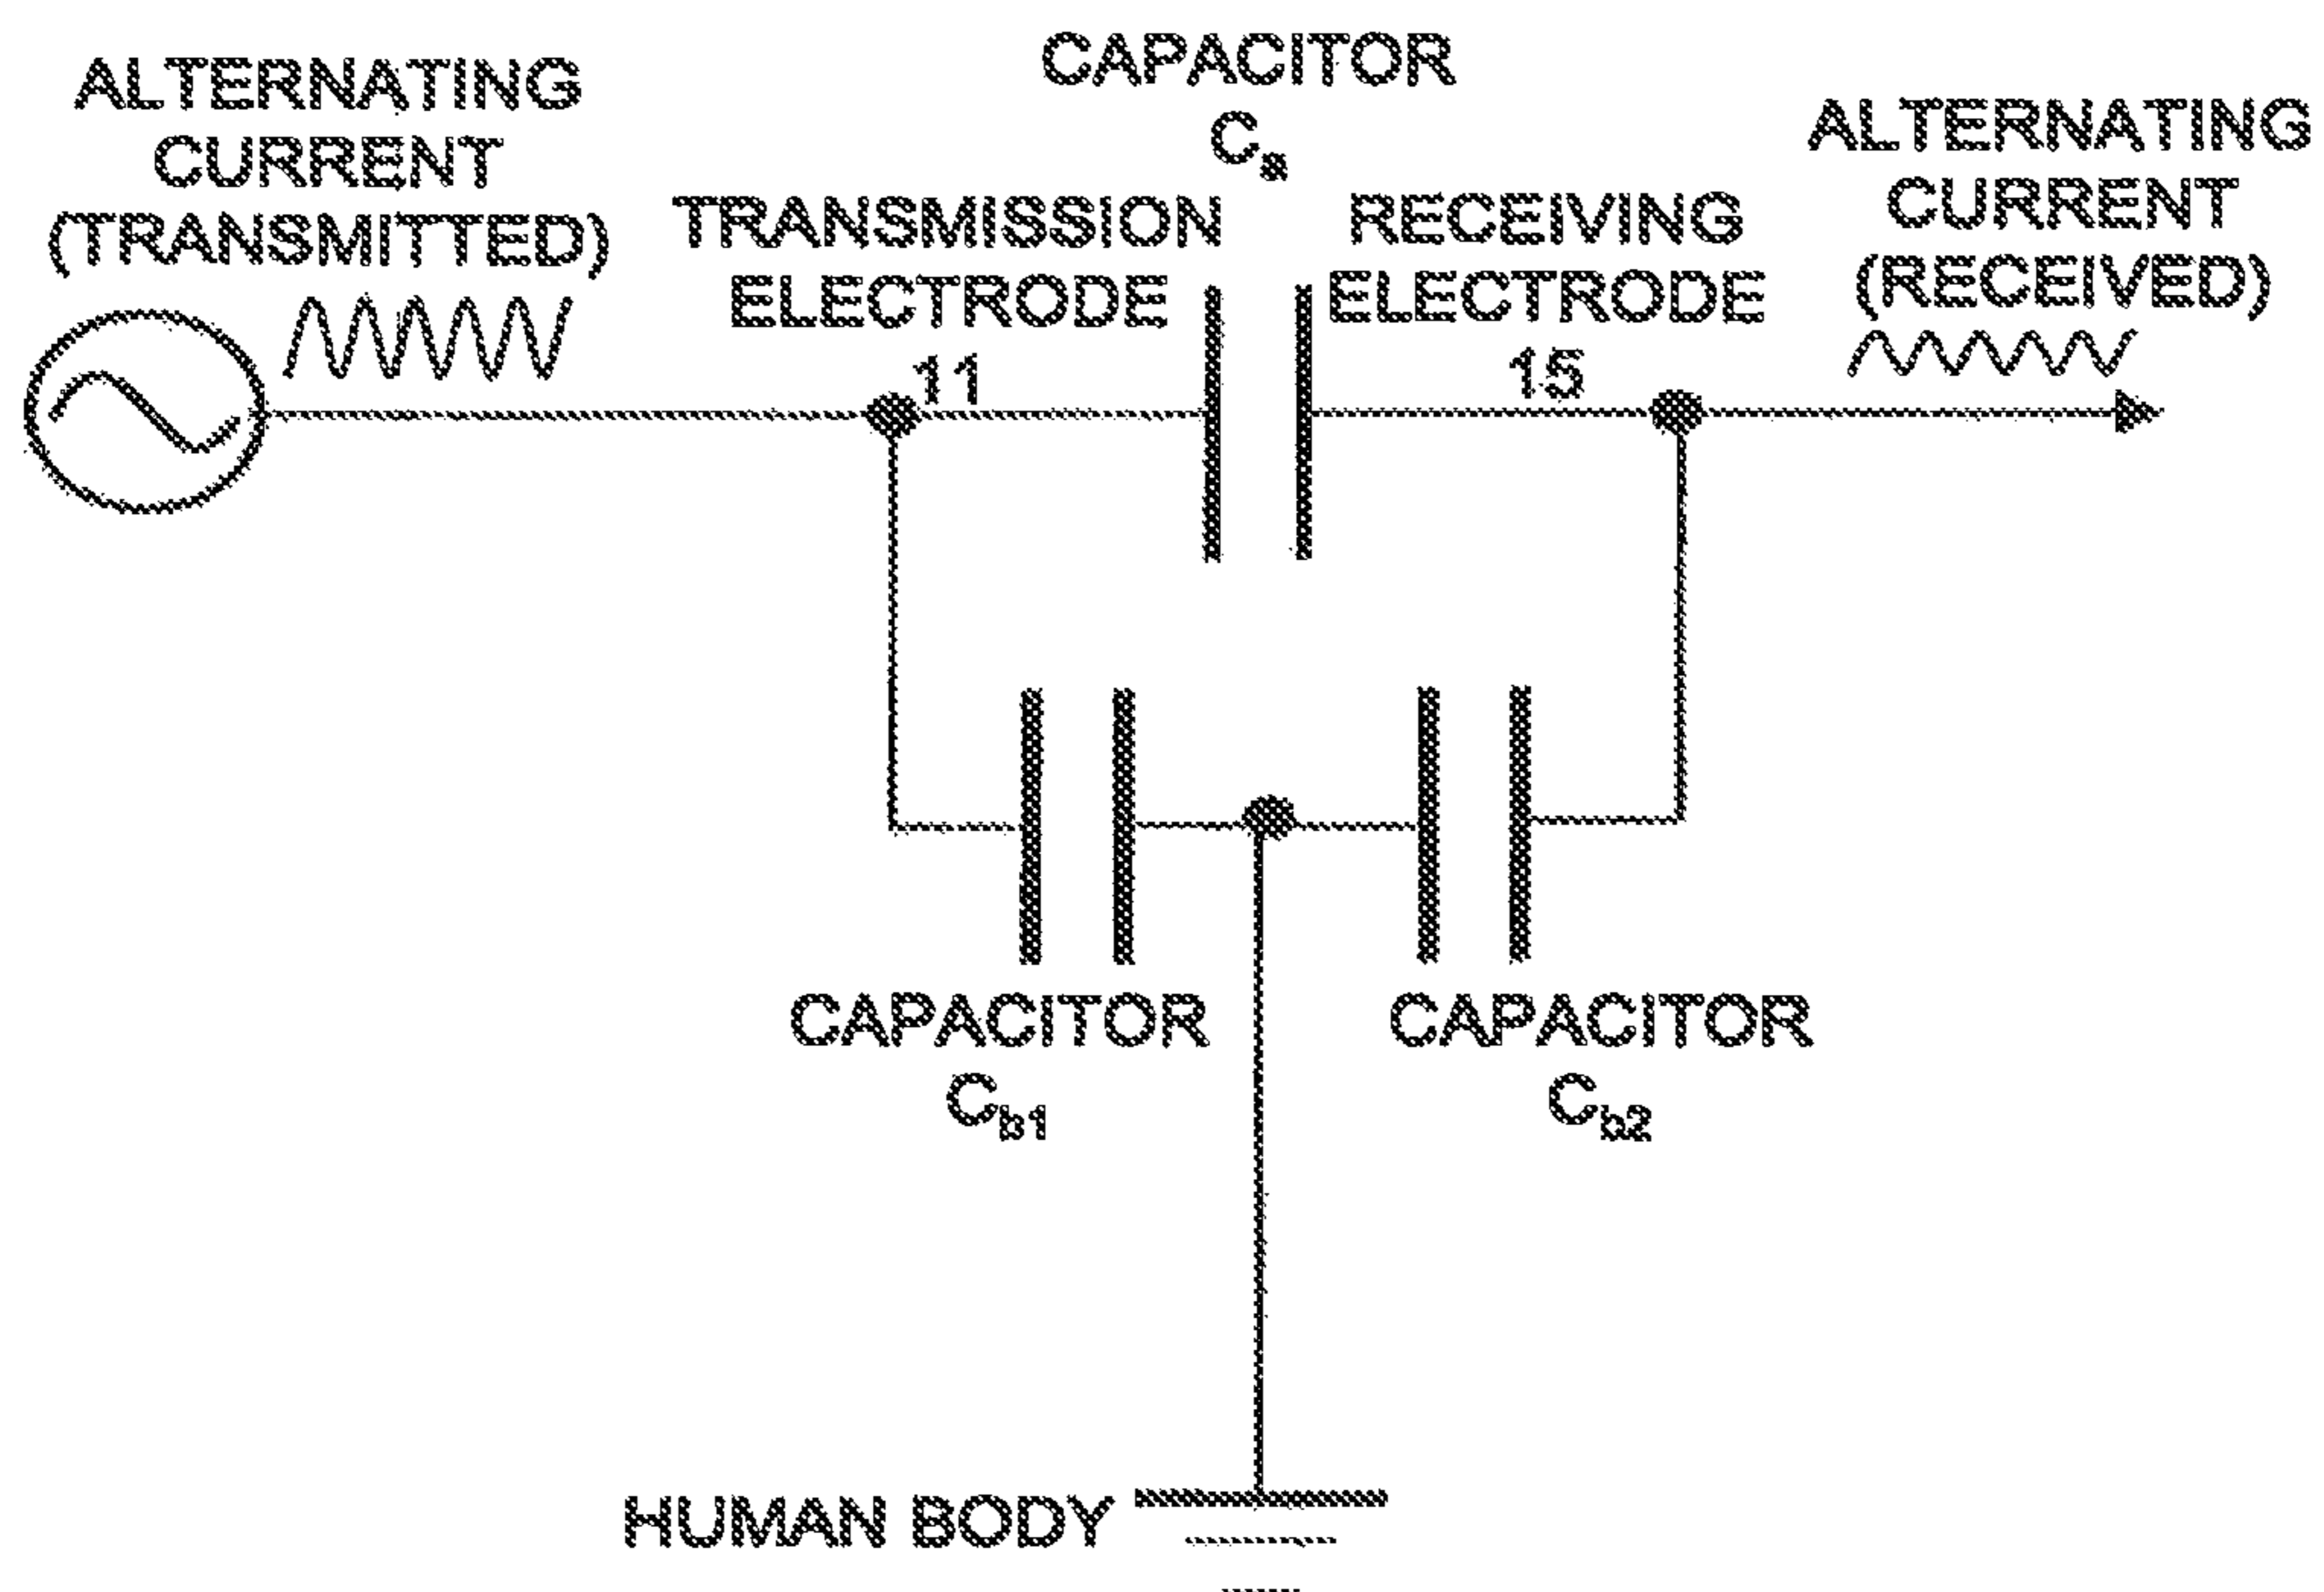 ALTERNATING
CURRENT
(TRANSMITTED)
CAPACITOR
Cs
TRANSMISSION
ELECTRODE
11
RECEIVING
ELECTRODE
15
ALTERNATING
CURRENT
(RECEIVED)
CAPACITOR
Cb1
CAPACITOR
Cb2
HUMAN BODY